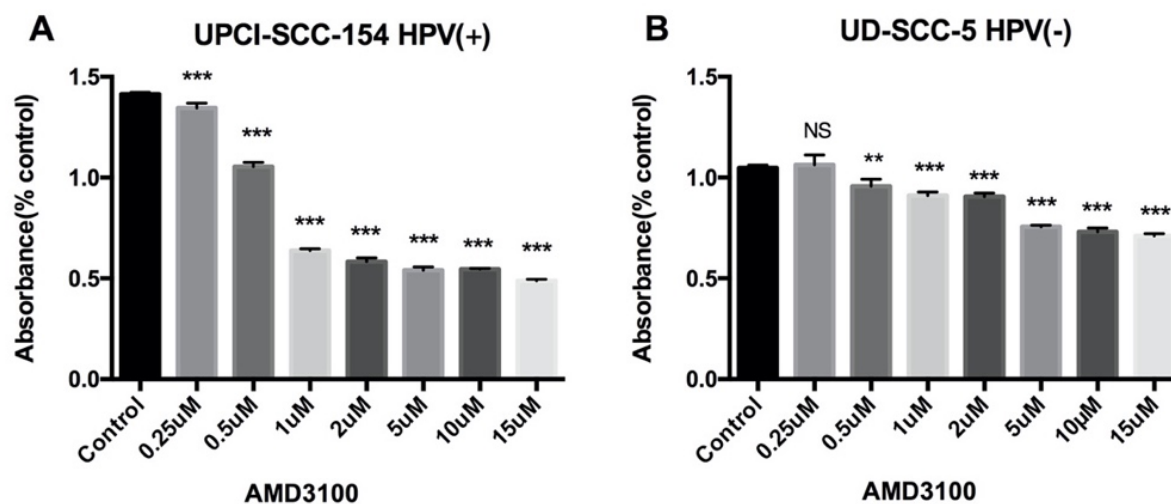 A
UPCI-SCC-154 HPV(+)
Absorbance(% control)
1.5
1.0
0.5
0.0
***
***
***
***
***
***
***
Control
0.25uM
0.5uM
1uM
2uM
5uM
10uM
15uM
AMD3100
B
UD-SCC-5 HPV(-)
Absorbance(% control)
1.5
1.0
0.5
0.0
NS
**
***
***
***
***
***
Control
0.25uM
0.5uM
1uM
2uM
5uM
10µM
15uM
AMD3100